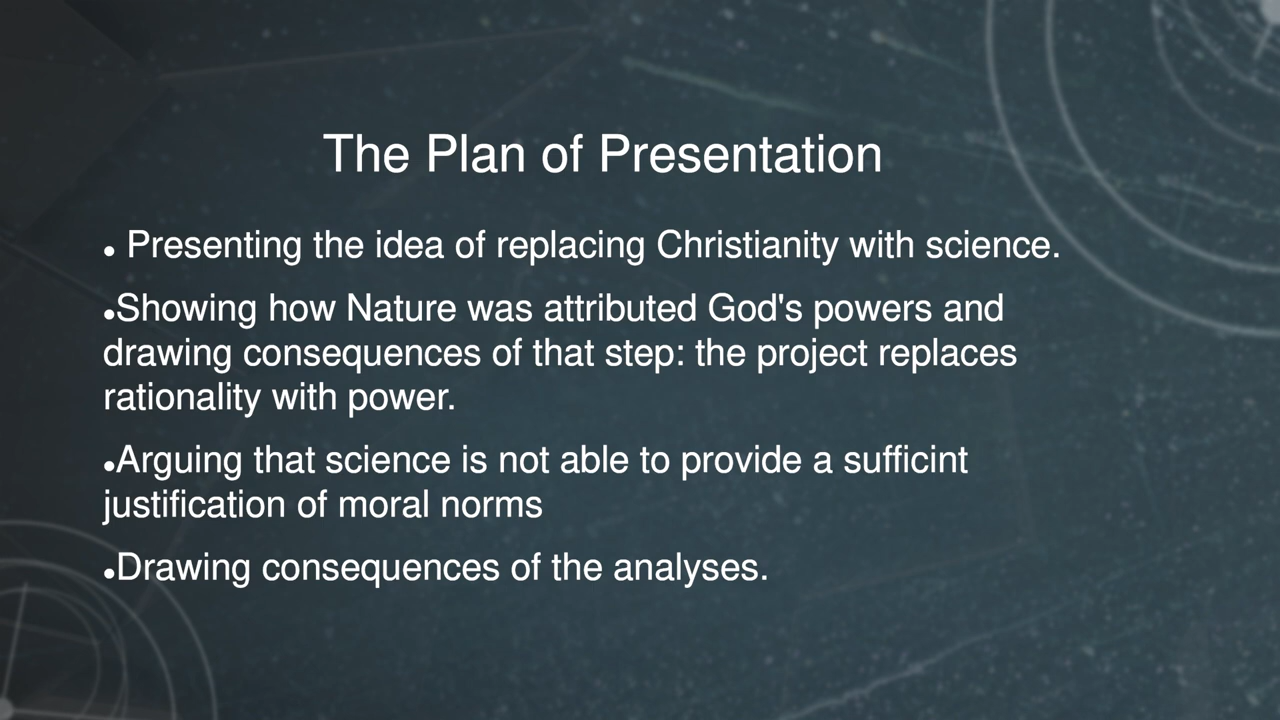 The Plan of Presentation
• Presenting the idea of replacing Christianity with science.
•Showing how Nature was attributed God's powers and
drawing consequences of that step: the project replaces
rationality with power.
•Arguing that science is not able to provide a sufficint
justification of moral norms
•Drawing consequences of the analyses.